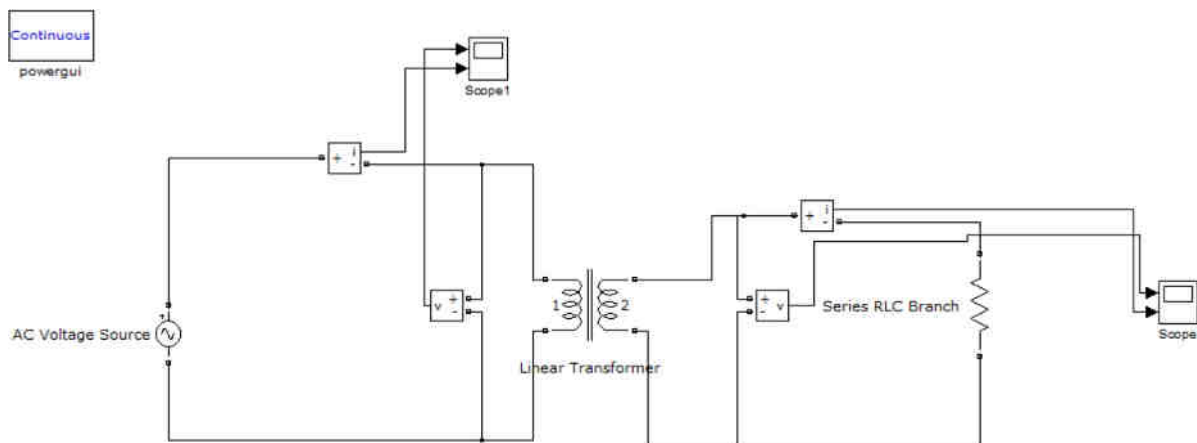 Continuous
powergui
Scope1
+ i
-
+ i
-
v + -
1 2
+ - v
Series RLC Branch
Scope
AC Voltage Source
+
Linear Transformer